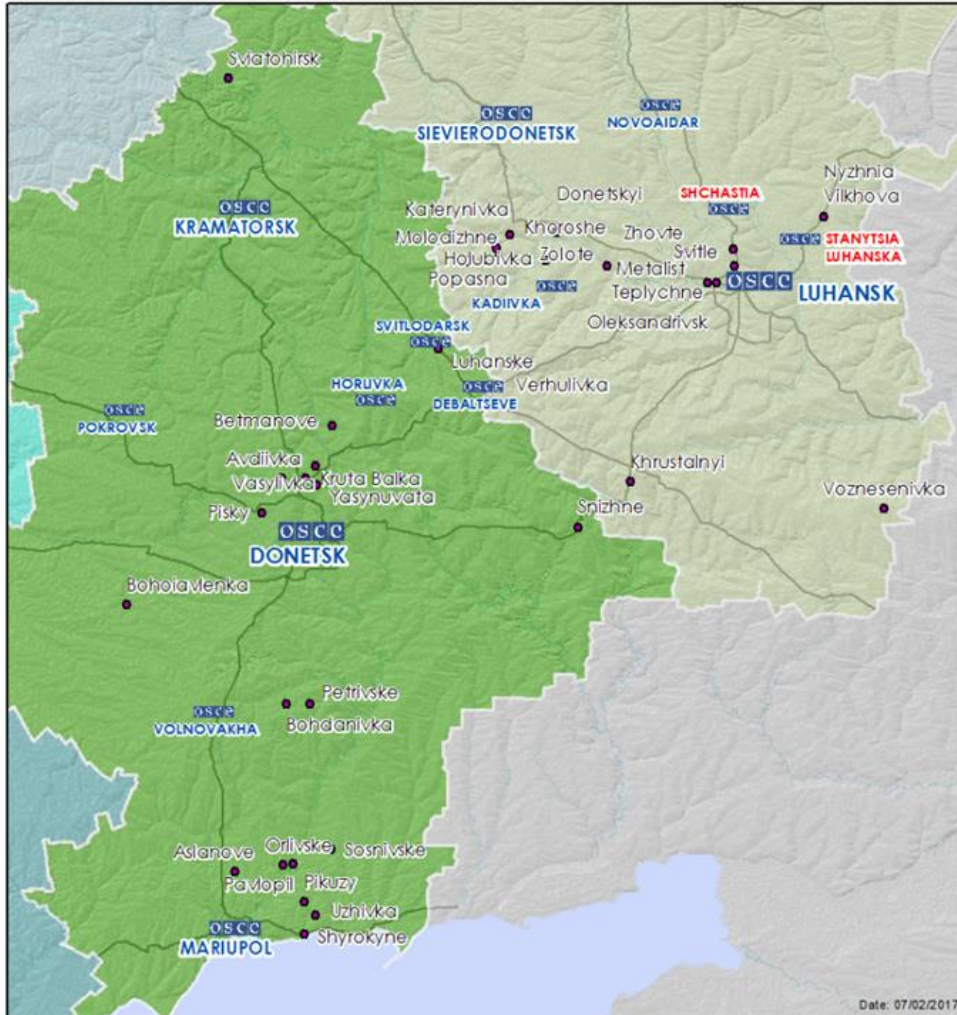 Sviatohirsk
osce
SIEVIERODONETSK
osce
NOVOAIDAR
Nyzhnia
Vilkhova
Donetskyi
SHCHASTIA
osce
osce
KRAMATORSK
Katerynivka
Khoroshe
Zhovte
osce
STANYTSIA
LUHANSKA
Molodizhne
Holubivka
Zolote
Svitle
Popasna
Metalist
osce
LUHANSK
osce
KADIIVKA
Teplychne
Oleksandrivsk
SVITLODARSK
osce
Luhanske
HORLIVKA
osce
osce
DEBALTSEVE
Verhulivka
osce
POKROVSK
Betmanove
Avdiivka
Kruta Balka
Vasylivka
Yasynuvata
Khrustalnyi
Voznesenivka
Pisky
Snizhne
osce
DONETSK
Bohoiavlenka
Petrivske
osce
VOLNOVAKHA
Bohdanivka
Orlivske
Sosnivske
Aslanove
Pavlopil
Pikuzy
Uzhivka
osce
MARIUPOL
Shyrokyne
Date: 07/02/2017